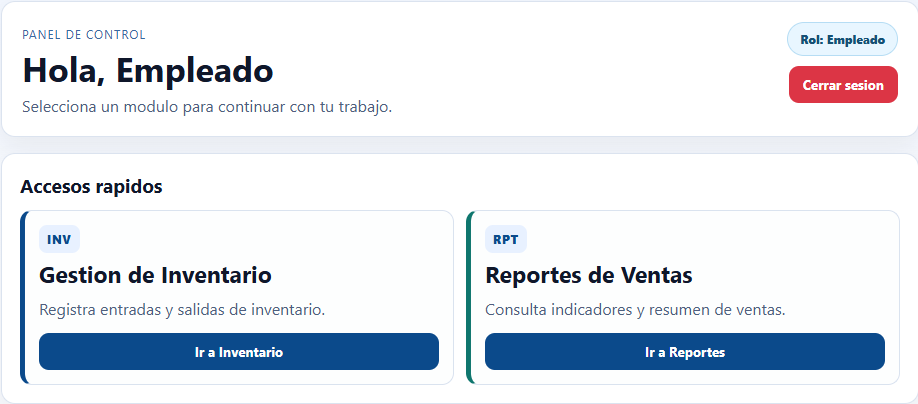 PANEL DE CONTROL
Hola, Empleado
Selecciona un modulo para continuar con tu trabajo.
Rol: Empleado
Cerrar sesion
Accesos rapidos
INV
Gestion de Inventario
Registra entradas y salidas de inventario.
Ir a Inventario
RPT
Reportes de Ventas
Consulta indicadores y resumen de ventas.
Ir a Reportes